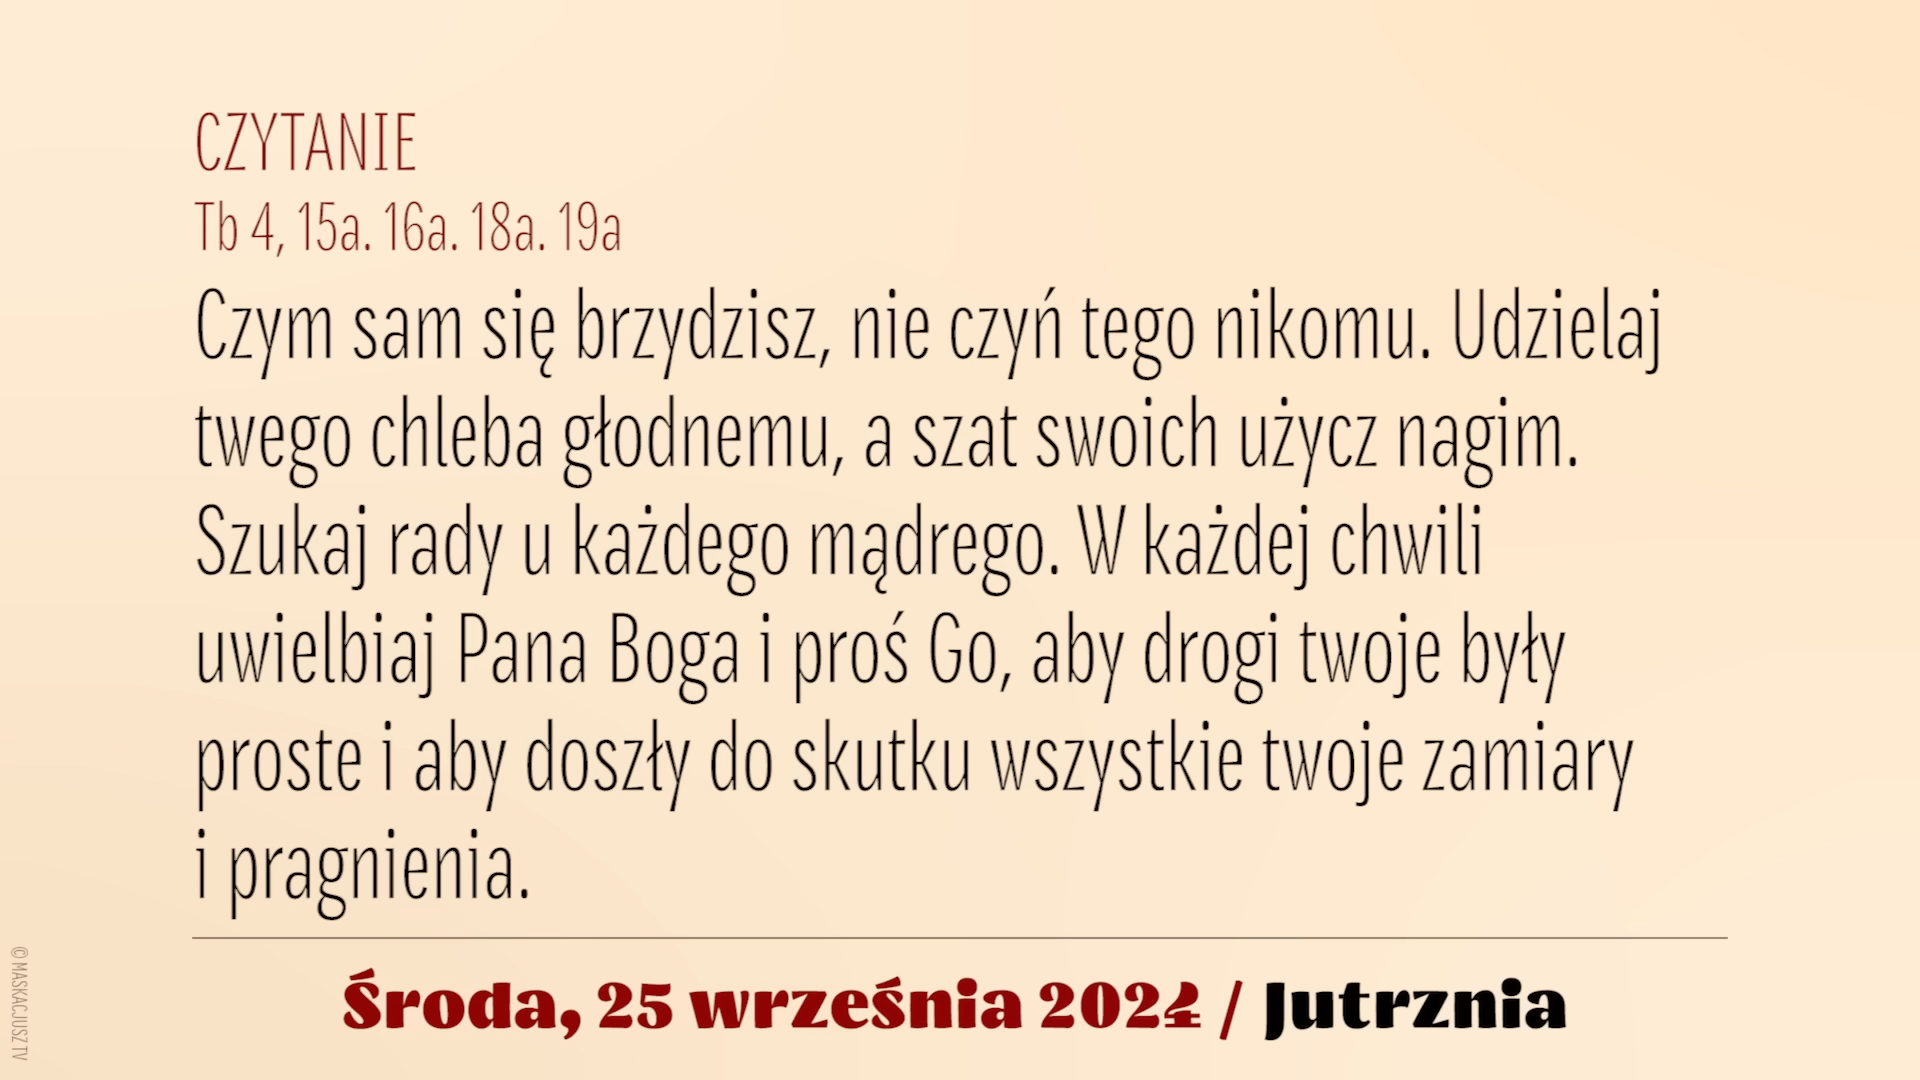 CZYTANIE
Tb 4, 15a. 16a. 18a. 19a
Czym sam się brzydzisz, nie czyń tego nikomu. Udzielaj
twego chleba głodnemu, a szat swoich użycz nagim.
Szukaj rady u każdego mądrego. W każdej chwili
uwielbiaj Pana Boga i proś Go, aby drogi twoje były
proste i aby doszły do skutku wszystkie twoje zamiary
i pragnienia.
Środa, 25 września 2024 / Jutrznia
© MASKACJUSZ TV